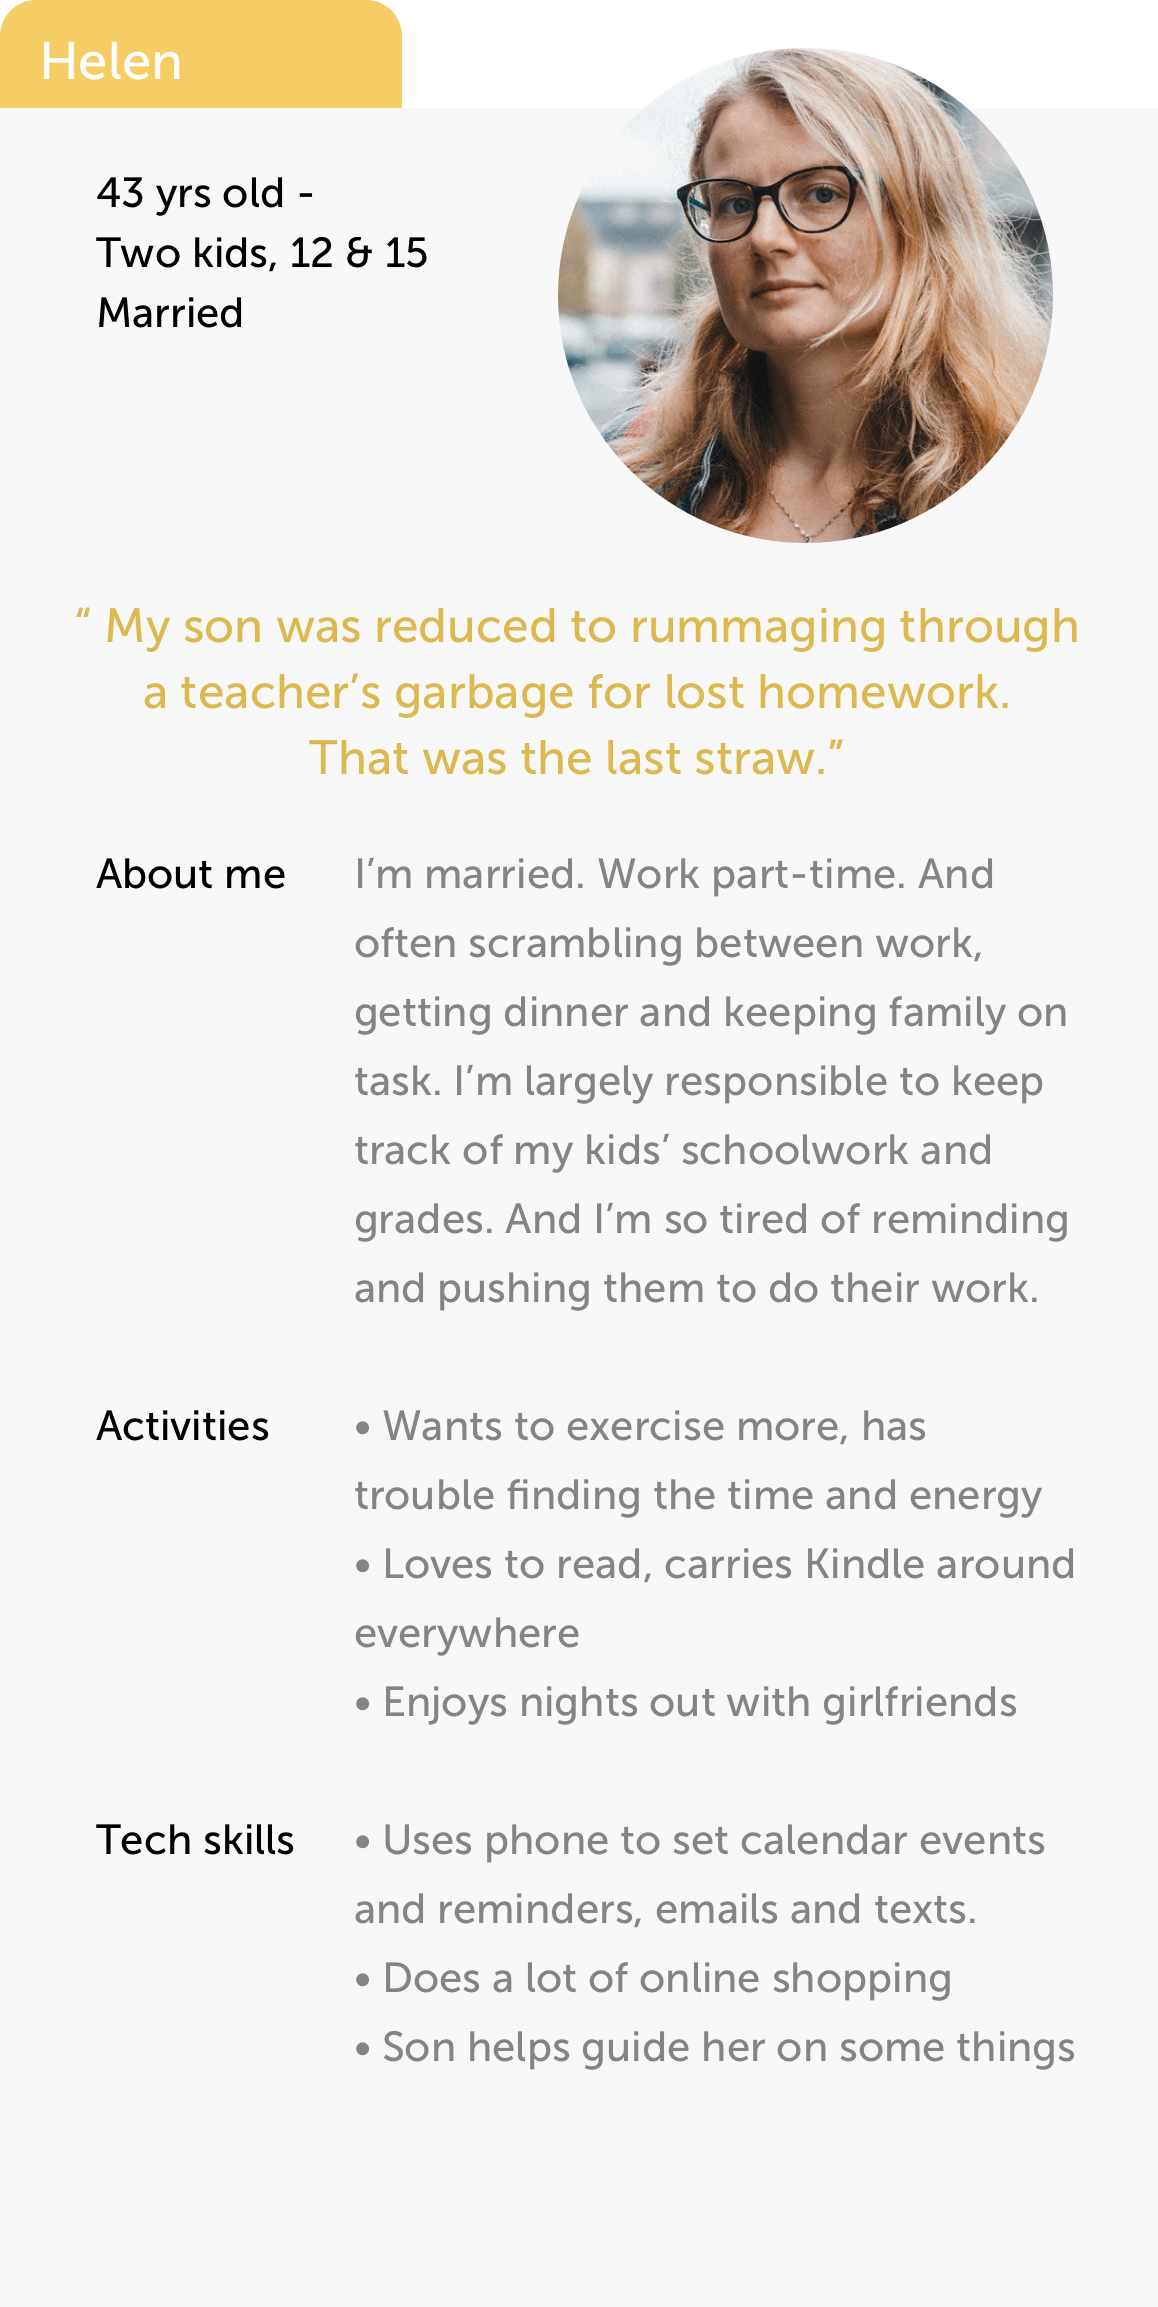 Helen
43 yrs old -
Two kids, 12 & 15
Married
“ My son was reduced to rummaging through
a teacher’s garbage for lost homework.
That was the last straw.”
About me
I’m married. Work part-time. And
often scrambling between work,
getting dinner and keeping family on
task. I’m largely responsible to keep
track of my kids’ schoolwork and
grades. And I’m so tired of reminding
and pushing them to do their work.
Activities
• Wants to exercise more, has
trouble finding the time and energy
• Loves to read, carries Kindle around
everywhere
• Enjoys nights out with girlfriends
Tech skills
• Uses phone to set calendar events
and reminders, emails and texts.
• Does a lot of online shopping
• Son helps guide her on some things